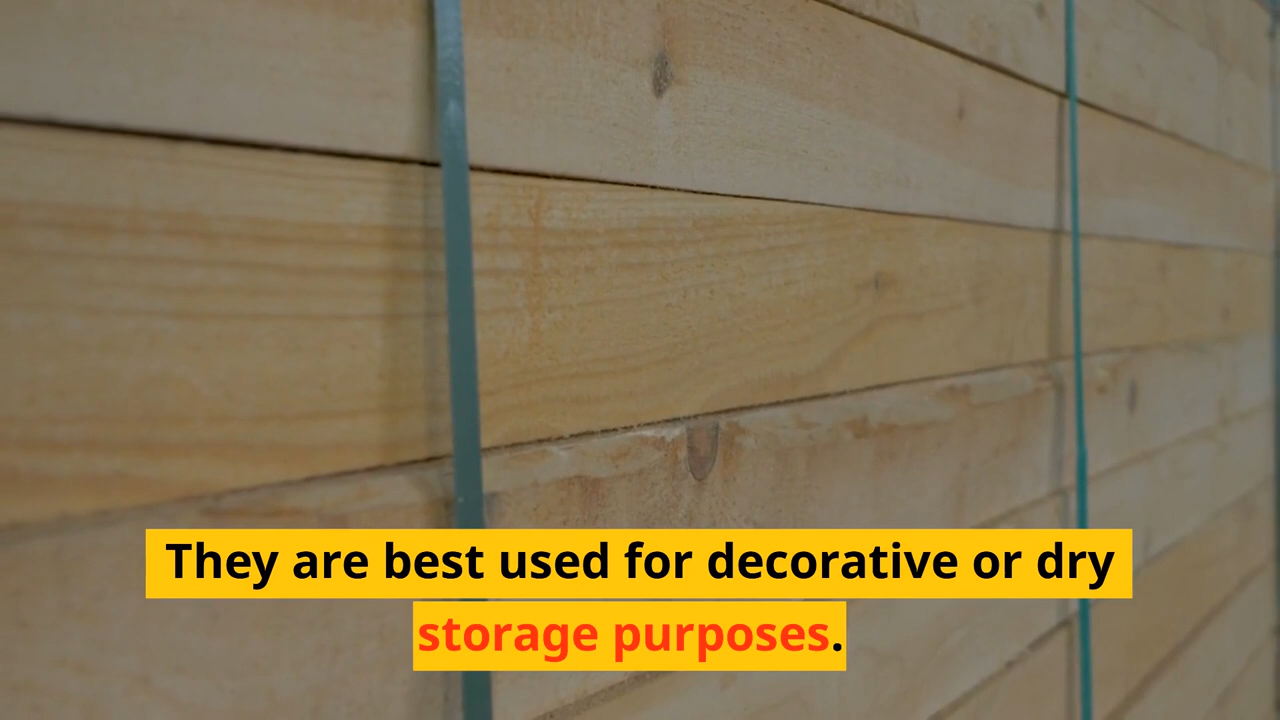 They are best used for decorative or dry
storage purposes.